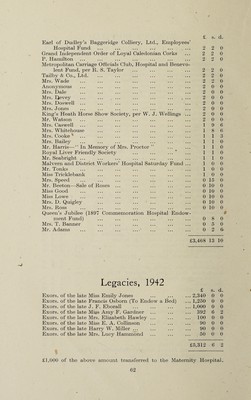 £ s. d.
Earl of Dudley's Baggeridge Colliery, Ltd., Employees'
Hospital Fund ... 2 2 0
Grand Independent Order of Loyal Caledonian Corks ... 2 2 0
P. Hamilton ... 2 2 0
Metropolitan Carriage Officials Club, Hospital and Benevo-
lent Fund, per R. S. Taylor ... 2 2 0
Tailby & Co., Ltd. ... 2 2 0
Mrs. Wade ... 2 2 0
Anonymous ... 2 0 0
Mrs. Dale ... 2 0 0
Mrs. Davey ... 2 0 0
Mrs. Doswell ... 2 0 0
Mrs. Jones ... 2 0 0
King's Heath Horse Show Society, per W. J. Wellings ... 2 0 0
Mr. Watson ... 2 0 0
Mrs. Caswell ... 2 0 0
Mrs. Whitehouse ... 1 8 6
Mrs. Cooke ... 1 1 3
Mrs. Bailey ... 1 1 0
Mr. Harris—"In Memory of Mrs. Proctor" ... 1 1 0
Royal Liver Friendly Society ... 1 1 0
Mr. Seabright ... 1 1 0
Malvern and District Workers' Hospital Saturday Fund ... 1 0 0
Mr. Tonks ... 1 0 0
Miss Tricklebank ... 1 0 0
Mrs. Speed ... 0 15 0
Mr. Beeton—Sale of Roses ... 0 10 0
Miss Good ... 0 10 0
Miss Lowe ... 0 10 0
Mrs. D. Quigley ... 0 10 0
Mrs. Ross ... 0 10 0
Queen's Jubilee (1897 Commemoration Hospital Endow-
ment Fund) ... 0 8 0
Mrs. T. Banner ... 0 5 0
Mr. Adams ... 0 2 6
£3,468 13 10
Legacies, 1942
£ s. d.
Exors. of the late Miss Emily Jones ... 2,340 0 0
Exors. of the late Francis Osborn (To Endow a Bed) ... 1,250 0 0
Exors. of the late J. F. Ehorall ... 1,000 0 0
Exors. of the late Miss Amy F. Gardner ... 392 6 2
Exors. of the late Mrs. Elizabeth Hawley ... 100 0 0
Exors. of the late Miss E. A. Collinson ... 90 0 0
Exors. of the late Harry W. Miller ... 90 0 0
Exors. of the late Mrs. Lucy Hammond ... 50 0 0
£5,312 6 2
£1,000 of the above amount transferred to the Maternity Hospital.
62